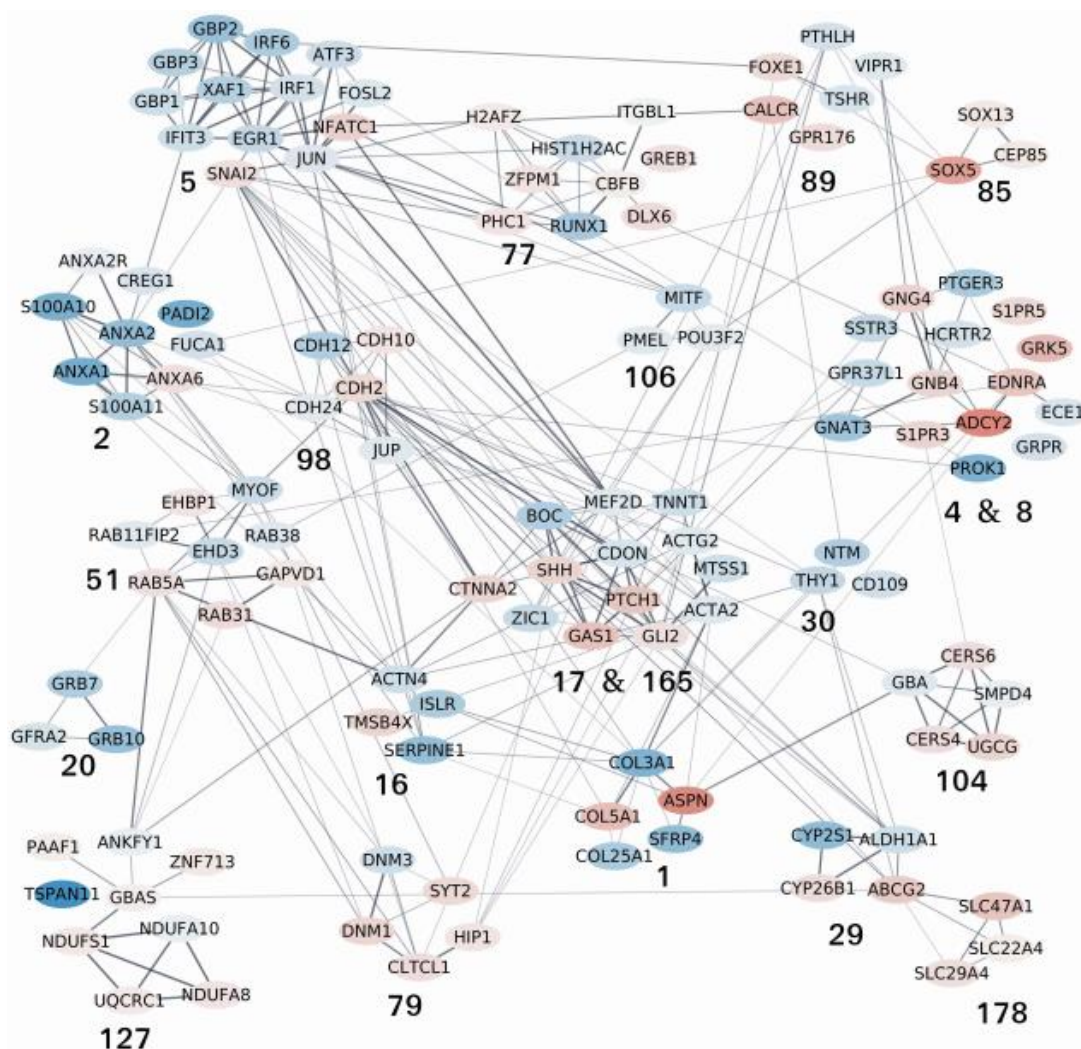 GBP2
IRF6
ATF3
GBP3
XAF1
IRF1
GBP1
FOSL2
IFIT3
EGR1
NFATC1
JUN
SNAI2
5
H2AFZ
ITGBL1
HIST1H2AC
GREB1
ZFPM1
CBFB
PHC1
RUNX1
DLX6
77
PTHLH
FOXE1
VIPR1
TSHR
CALCR
GPR176
89
SOX13
CEP85
SOX5
85
ANXA2R
CREG1
S100A10
PADI2
ANXA2
FUCA1
ANXA1
ANXA6
S100A11
2
CDH12
CDH10
CDH2
CDH24
JUP
98
MITF
PMEL
POU3F2
106
PTGER3
GNG4
S1PR5
SSTR3
HCRTR2
GRK5
GPR37L1
GNB4
EDNRA
ECE1
GNAT3
S1PR3
ADCY2
GRPR
PROK1
4 & 8
MYOF
EHBP1
RAB11FIP2
RAB38
EHD3
51
RAB5A
GAPVD1
RAB31
MEF2D
TNNT1
BOC
CDON
ACTG2
MTSS1
SHH
CTNNA2
PTCH1
ACTA2
ZIC1
GAS1
GLI2
17 & 165
NTM
THY1
CD109
30
GRB7
GFRA2
GRB10
20
ACTN4
ISLR
TMSB4X
SERPINE1
16
CERS6
GBA
SMPD4
CERS4
UGCG
104
COL3A1
ASPN
COL5A1
SFRP4
COL25A1
1
PAAF1
ANKFY1
ZNF713
TSPAN11
GBAS
NDUFA10
NDUFS1
UQCRC1
NDUFA8
127
DNM3
SYT2
DNM1
HIP1
CLTCL1
79
CYP2S1
ALDH1A1
CYP26B1
ABCG2
29
SLC47A1
SLC22A4
SLC29A4
178